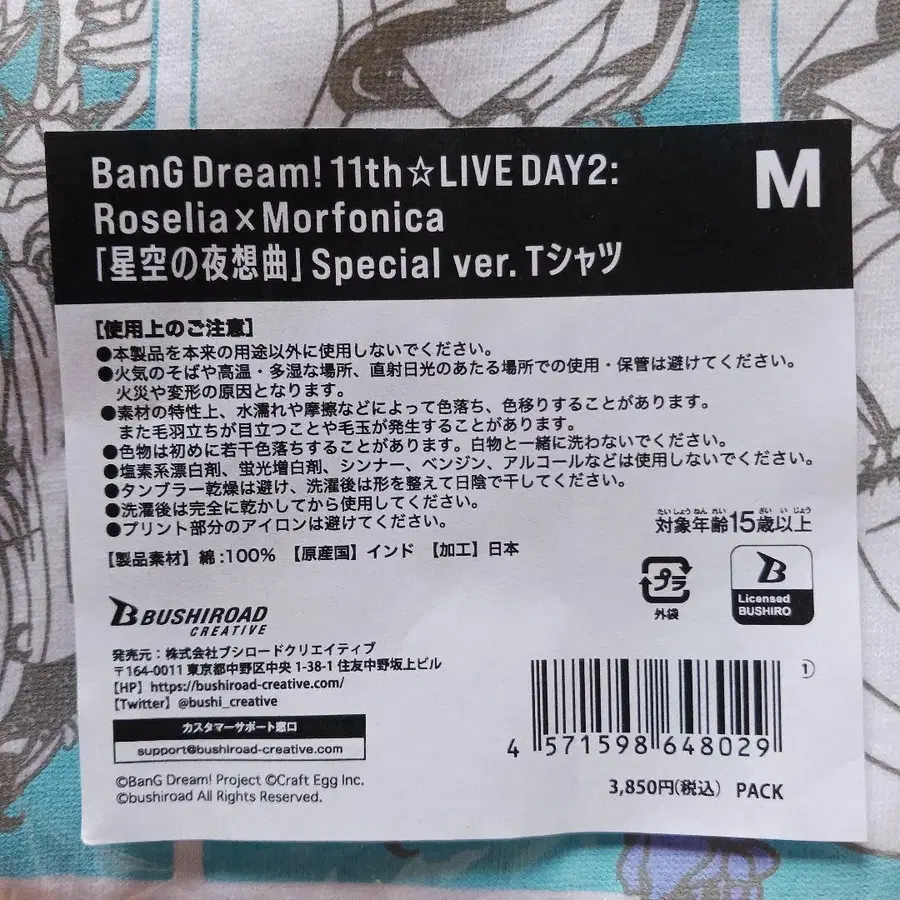 BanG Dream! 11th☆LIVE DAY2:
Roselia×Morfonica
「星空の夜想曲」Special ver. Tシャツ
M
【使用上のご注意】
●本製品を本来の用途以外に使用しないでください。
●火気のそばや高温・多湿な場所、直射日光のあたる場所での使用・保管は避けてください。
火災や変形の原因となります。
●素材の特性上、水濡れや摩擦などによって色落ち、色移りすることがあります。
また毛羽立ちが目立つことや毛玉が発生することがあります。
●色物は初めに若干色落ちすることがあります。白物と一緒に洗わないでください。
●塩素系漂白剤、蛍光増白剤、シンナー、ベンジン、アルコールなどは使用しないでください。
●タンブラー乾燥は避け、洗濯後は形を整えて日陰で干してください。
●洗濯後は完全に乾かしてから使用してください。
●プリント部分のアイロンは避けてください。
【製品素材】綿:100% 【原産国】インド 【加工】日本
たいしょうねんれい さい いじょう
対象年齢15歳以上
プラ
外袋
B
Licensed
BUSHIRO
BUSHIROAD
CREATIVE
発売元:株式会社ブシロードクリエイティブ
〒164-0011 東京都中野区中央1-38-1 住友中野坂上ビル
【HP】https://bushiroad-creative.com/
【Twitter】@bushi_creative
カスタマーサポート窓口
support@bushiroad-creative.com
©BanG Dream! Project ©Craft Egg Inc.
©bushiroad All Rights Reserved.
①
4 571598 648029
3,850円(税込) PACK